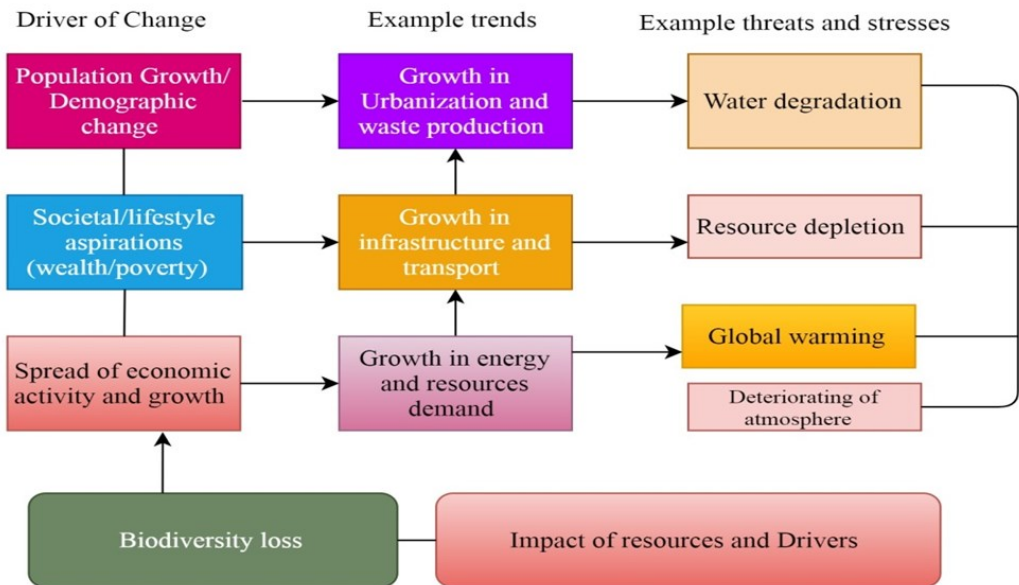 Driver of Change
Example trends
Example threats and stresses
Population Growth/
Demographic
change
Growth in
Urbanization and
waste production
Water degradation
Societal/lifestyle
aspirations
(wealth/poverty)
Growth in
infrastructure and
transport
Resource depletion
Spread of economic
activity and growth
Growth in energy
and resources
demand
Global warming
Deteriorating of
atmosphere
Biodiversity loss
Impact of resources and Drivers